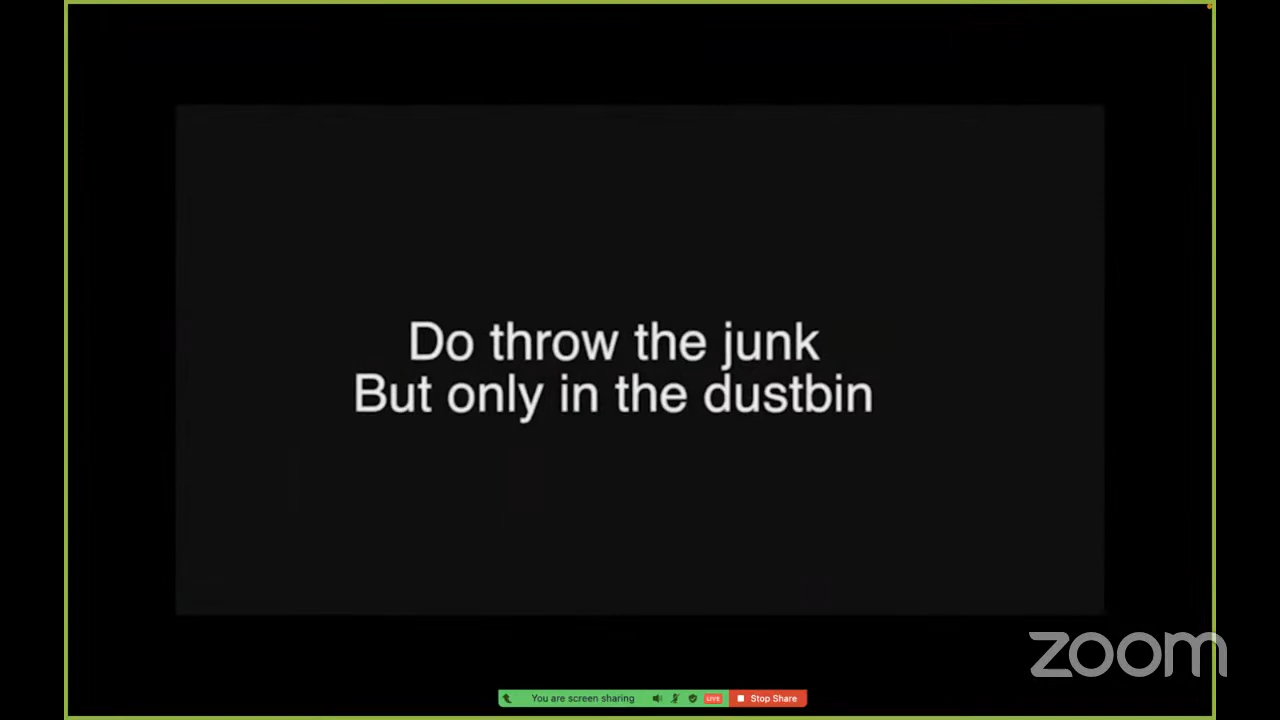 Do throw the junk
But only in the dustbin
zoom
You are screen sharing LIVE Stop Share